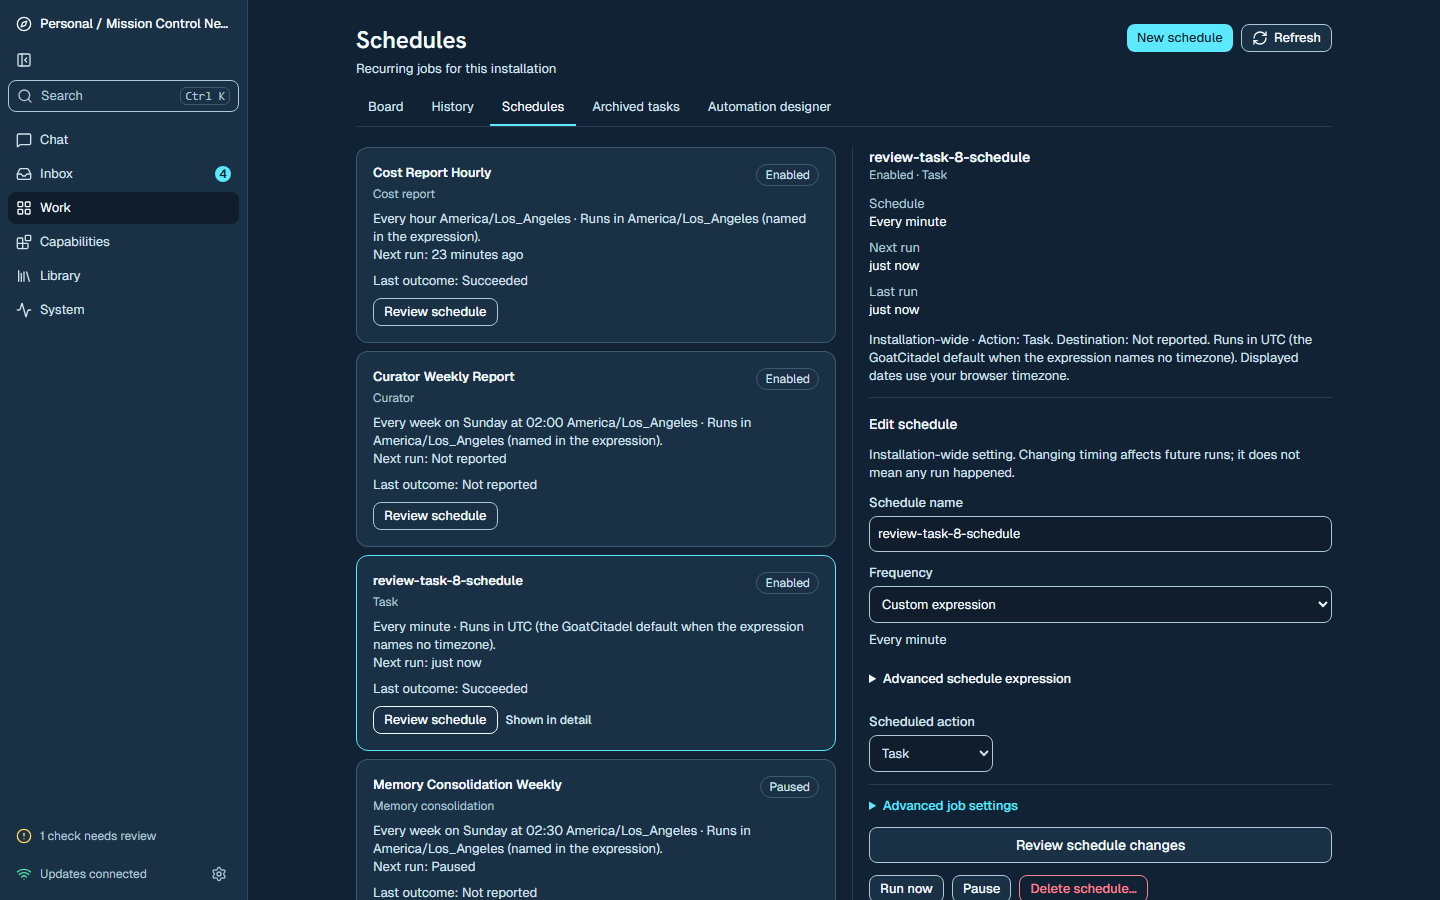 Personal / Mission Control Ne...
Search
Ctrl K
Chat
Inbox
4
Work
Capabilities
Library
System
1 check needs review
Updates connected
Schedules
Recurring jobs for this installation
New schedule
Refresh
Board
History
Schedules
Archived tasks
Automation designer
Cost Report Hourly
Enabled
Cost report
Every hour America/Los_Angeles · Runs in America/Los_Angeles (named
in the expression).
Next run: 23 minutes ago
Last outcome: Succeeded
Review schedule
Curator Weekly Report
Enabled
Curator
Every week on Sunday at 02:00 America/Los_Angeles · Runs in
America/Los_Angeles (named in the expression).
Next run: Not reported
Last outcome: Not reported
Review schedule
review-task-8-schedule
Enabled
Task
Every minute · Runs in UTC (the GoatCitadel default when the expression
names no timezone).
Next run: just now
Last outcome: Succeeded
Review schedule
Shown in detail
Memory Consolidation Weekly
Paused
Memory consolidation
Every week on Sunday at 02:30 America/Los_Angeles · Runs in
America/Los_Angeles (named in the expression).
Next run: Paused
Last outcome: Not reported
review-task-8-schedule
Enabled · Task
Schedule
Every minute
Next run
just now
Last run
just now
Installation-wide · Action: Task. Destination: Not reported. Runs in UTC (the
GoatCitadel default when the expression names no timezone). Displayed
dates use your browser timezone.
Edit schedule
Installation-wide setting. Changing timing affects future runs; it does not
mean any run happened.
Schedule name
review-task-8-schedule
Frequency
Custom expression
Every minute
Advanced schedule expression
Scheduled action
Task
Advanced job settings
Review schedule changes
Run now
Pause
Delete schedule...